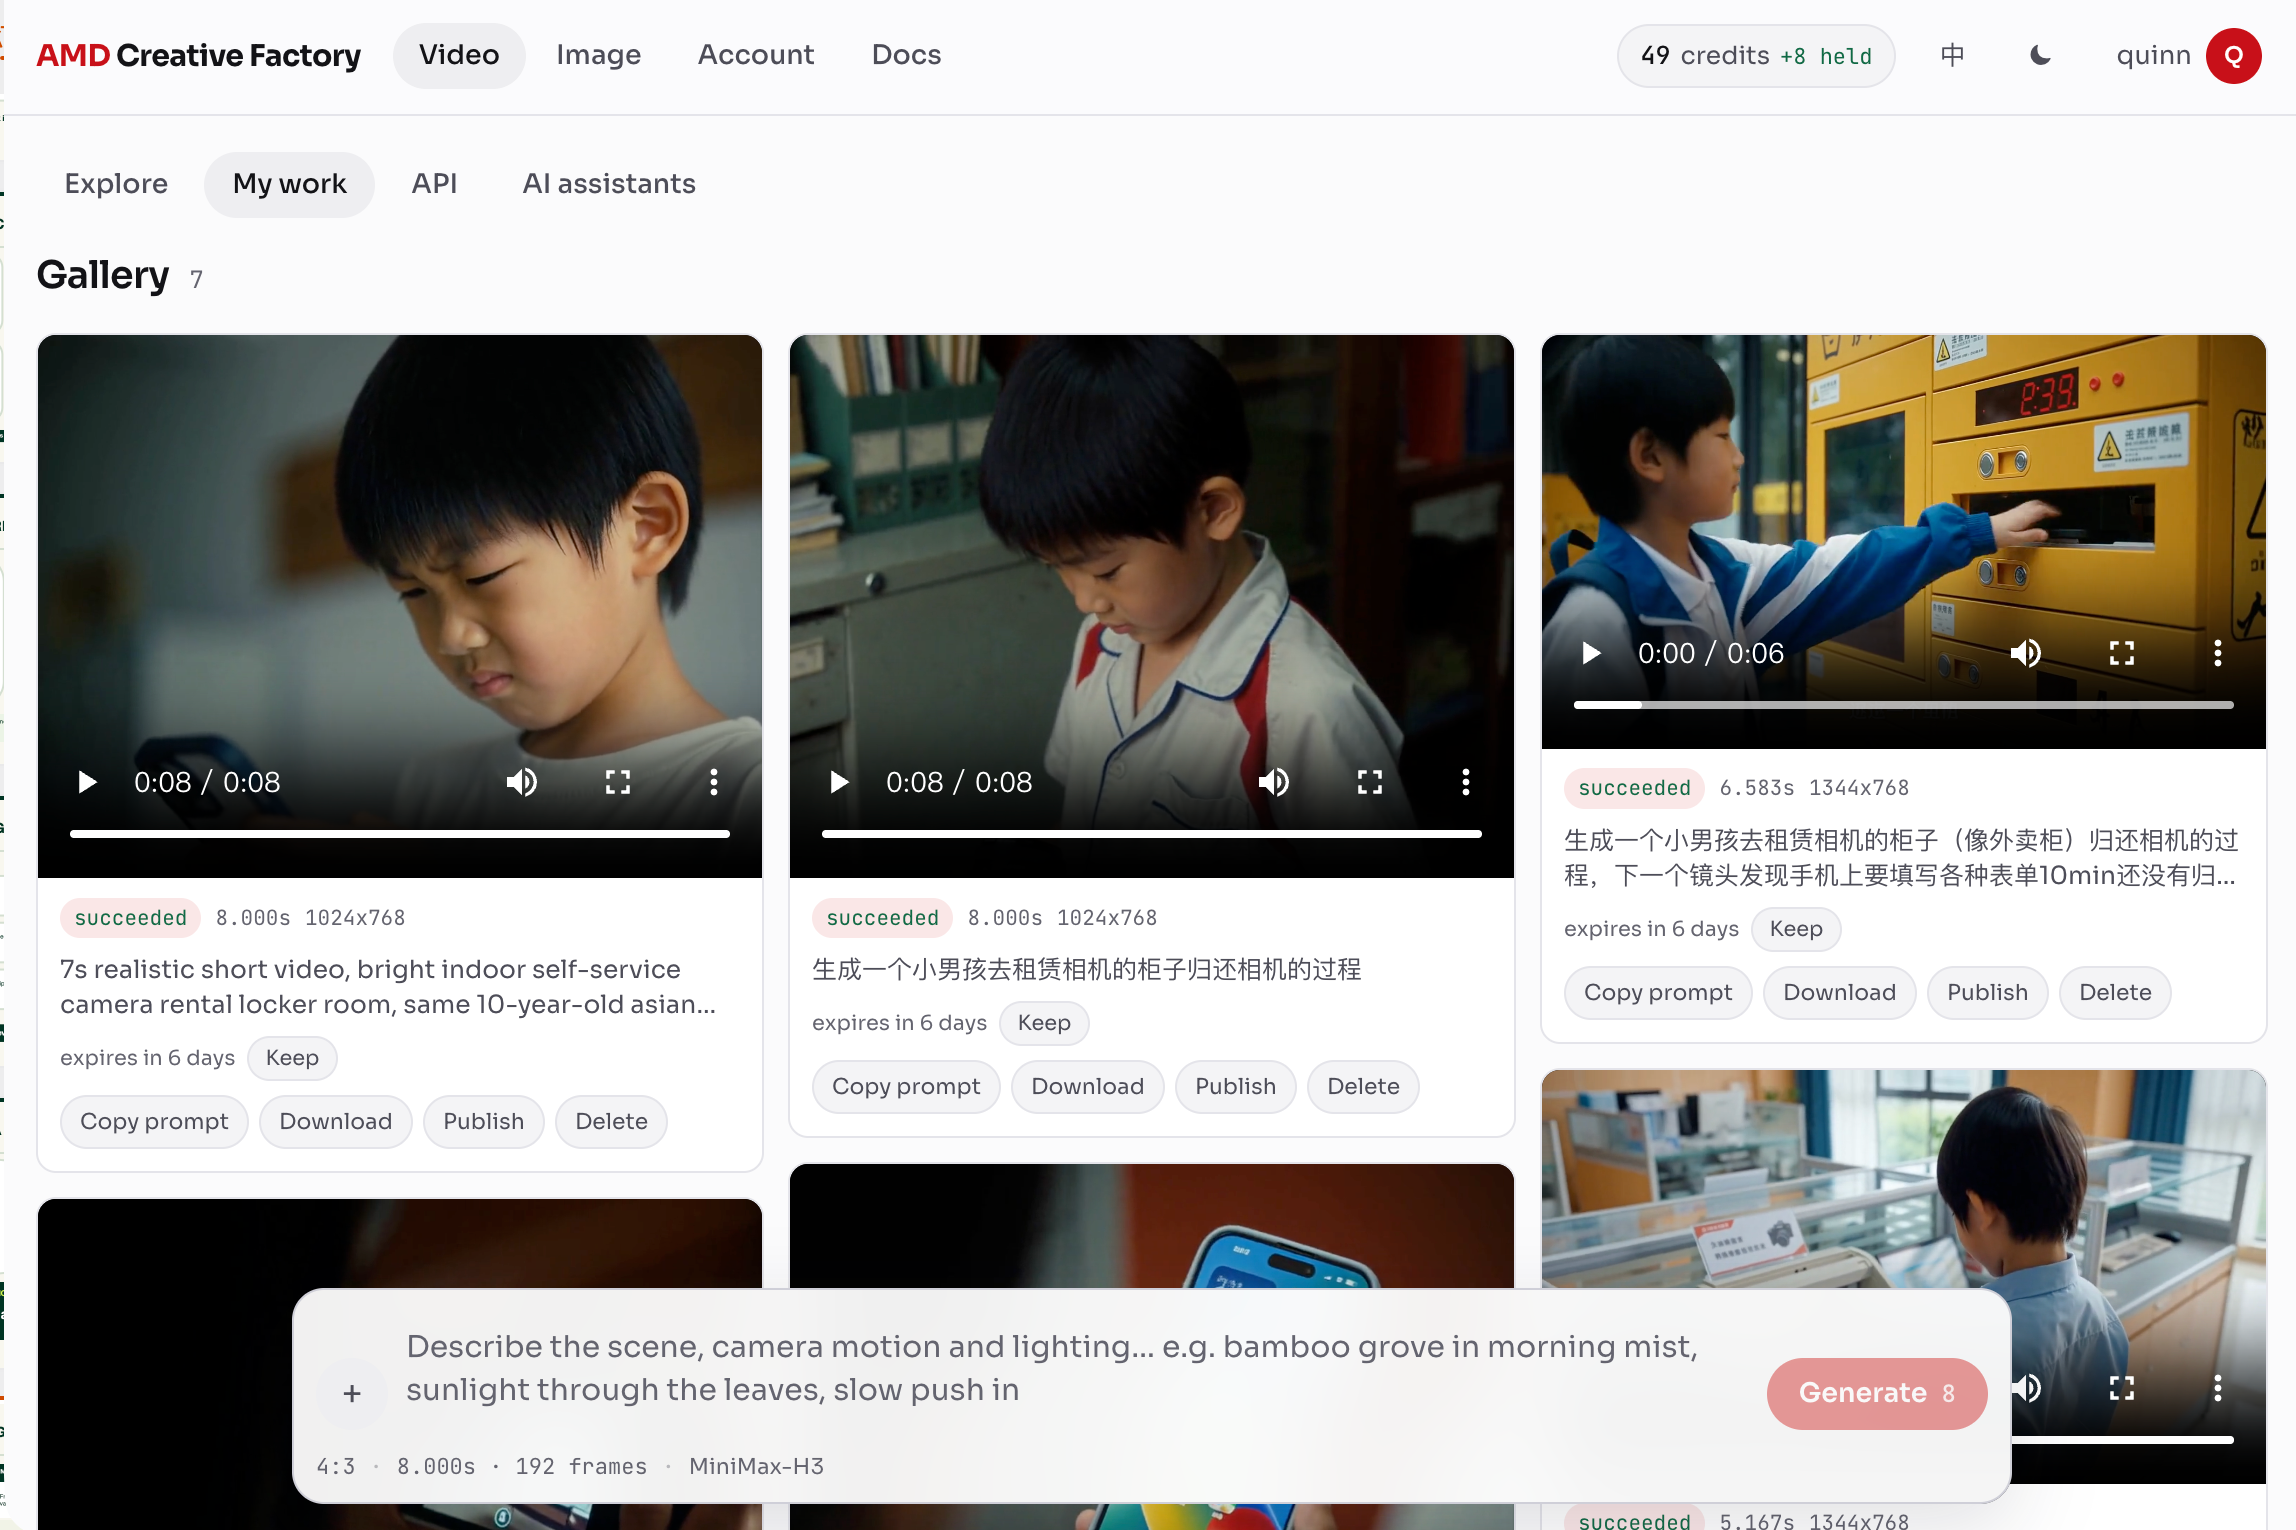 AMD Creative Factory
Video
Image
Account
Docs
49 credits +8 held
中
quinn
Q
Explore
My work
API
AI assistants
Gallery 7
0:08 / 0:08
succeeded 8.000s 1024x768
7s realistic short video, bright indoor self-service
camera rental locker room, same 10-year-old asian...
expires in 6 days Keep
Copy prompt Download Publish Delete
0:08 / 0:08
succeeded 8.000s 1024x768
生成一个小男孩去租赁相机的柜子归还相机的过程
expires in 6 days Keep
Copy prompt Download Publish Delete
2:39
0:00 / 0:06
succeeded 6.583s 1344x768
生成一个小男孩去租赁相机的柜子（像外卖柜）归还相机的过
程，下一个镜头发现手机上要填写各种表单10min还没有归...
expires in 6 days Keep
Copy prompt Download Publish Delete
Describe the scene, camera motion and lighting... e.g. bamboo grove in morning mist,
sunlight through the leaves, slow push in
+
Generate 8
4:3 · 8.000s · 192 frames · MiniMax-H3
succeeded 5.167s 1344x768